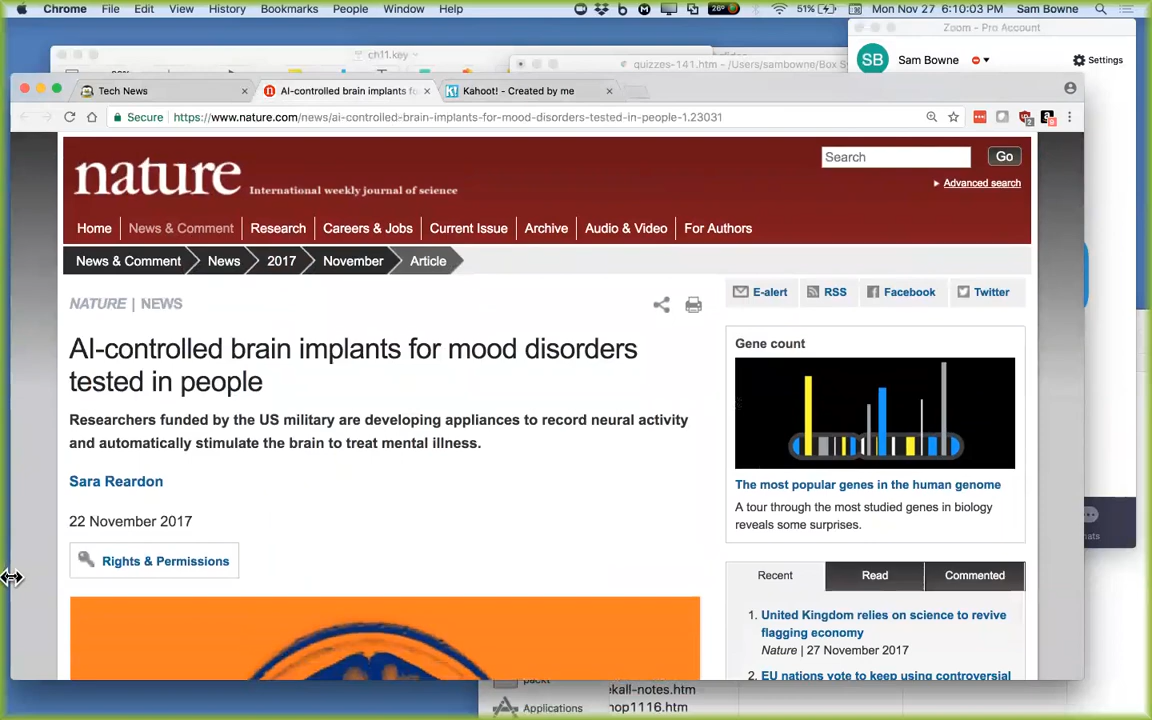 Chrome File Edit View History Bookmarks People Window Help 26° 51% Mon Nov 27 6:10:03 PM Sam Bowne
Zoom - Pro Account
ch11.key
quizzes-141.htm - /Users/sambowne/Box S
SB Sam Bowne Settings
Tech News
AI-controlled brain implants fo
Kahoot! - Created by me
Secure https://www.nature.com/news/ai-controlled-brain-implants-for-mood-disorders-tested-in-people-1.23031
nature International weekly journal of science
Search Go
Advanced search
Home News & Comment Research Careers & Jobs Current Issue Archive Audio & Video For Authors
News & Comment News 2017 November Article
NATURE | NEWS
E-alert RSS Facebook Twitter
AI-controlled brain implants for mood disorders
tested in people
Researchers funded by the US military are developing appliances to record neural activity
and automatically stimulate the brain to treat mental illness.
Sara Reardon
22 November 2017
Rights & Permissions
Gene count
The most popular genes in the human genome
A tour through the most studied genes in biology
reveals some surprises.
Recent Read Commented
1. United Kingdom relies on science to revive
flagging economy
Nature | 27 November 2017
2. EU nations vote to keep using controversial
ekall-notes.htm
Applications
hop1116.htm